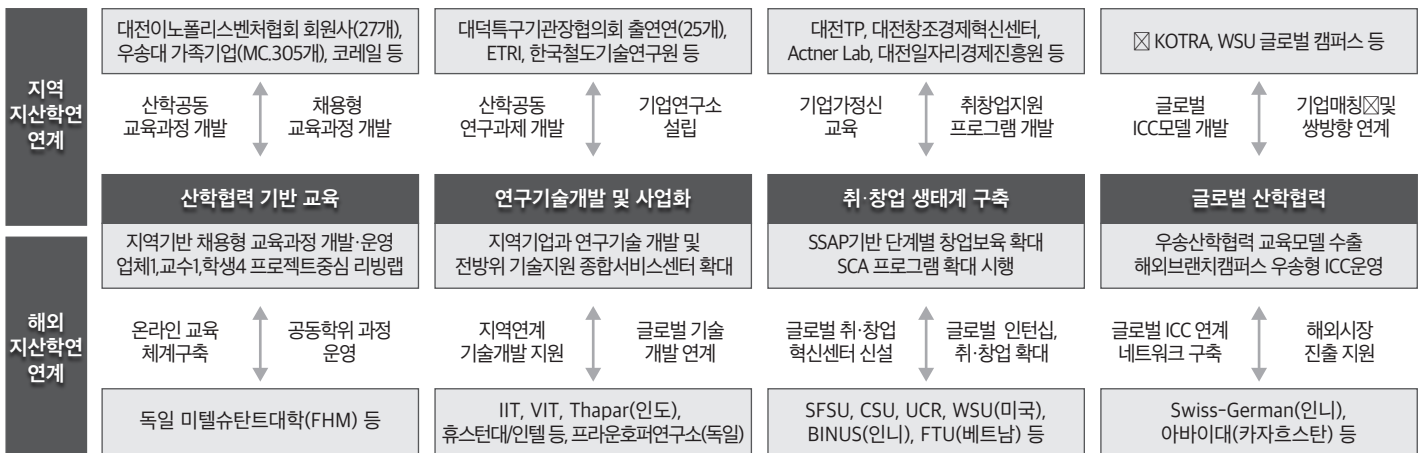 지역
지산학연
연계
대전이노폴리스벤처협회 회원사(27개),
우송대 가족기업(MC.305개), 코레일 등
산학공동
교육과정 개발
채용형
교육과정 개발
대덕특구기관장협의회 출연연(25개),
ETRI, 한국철도기술연구원 등
산학공동
연구과제 개발
기업연구소
설립
대전TP, 대전창조경제혁신센터,
Actner Lab, 대전일자리경제진흥원 등
기업가정신
교육
취창업지원
프로그램 개발
KOTRA, WSU 글로벌 캠퍼스 등
글로벌
ICC모델 개발
기업매칭 및
쌍방향 연계
산학협력 기반 교육
지역기반 채용형 교육과정 개발·운영
업체1,교수1,학생4 프로젝트중심 리빙랩
연구기술개발 및 사업화
지역기업과 연구기술 개발 및
전방위 기술지원 종합서비스센터 확대
취·창업 생태계 구축
SSAP기반 단계별 창업보육 확대
SCA 프로그램 확대 시행
글로벌 산학협력
우송산학협력 교육모델 수출
해외브랜치캠퍼스 우송형 ICC운영
해외
지산학연
연계
온라인 교육
체계구축
공동학위 과정
운영
독일 미텔슈탄트대학(FHM) 등
지역연계
기술개발 지원
글로벌 기술
개발 연계
IIT, VIT, Thapar(인도),
휴스턴대/인텔 등, 프라운호퍼연구소(독일)
글로벌 취·창업
혁신센터 신설
글로벌 인턴십,
취·창업 확대
SFSU, CSU, UCR, WSU(미국),
BINUS(인니), FTU(베트남) 등
글로벌 ICC 연계
네트워크 구축
해외시장
진출 지원
Swiss-German(인니),
아바이대(카자흐스탄) 등